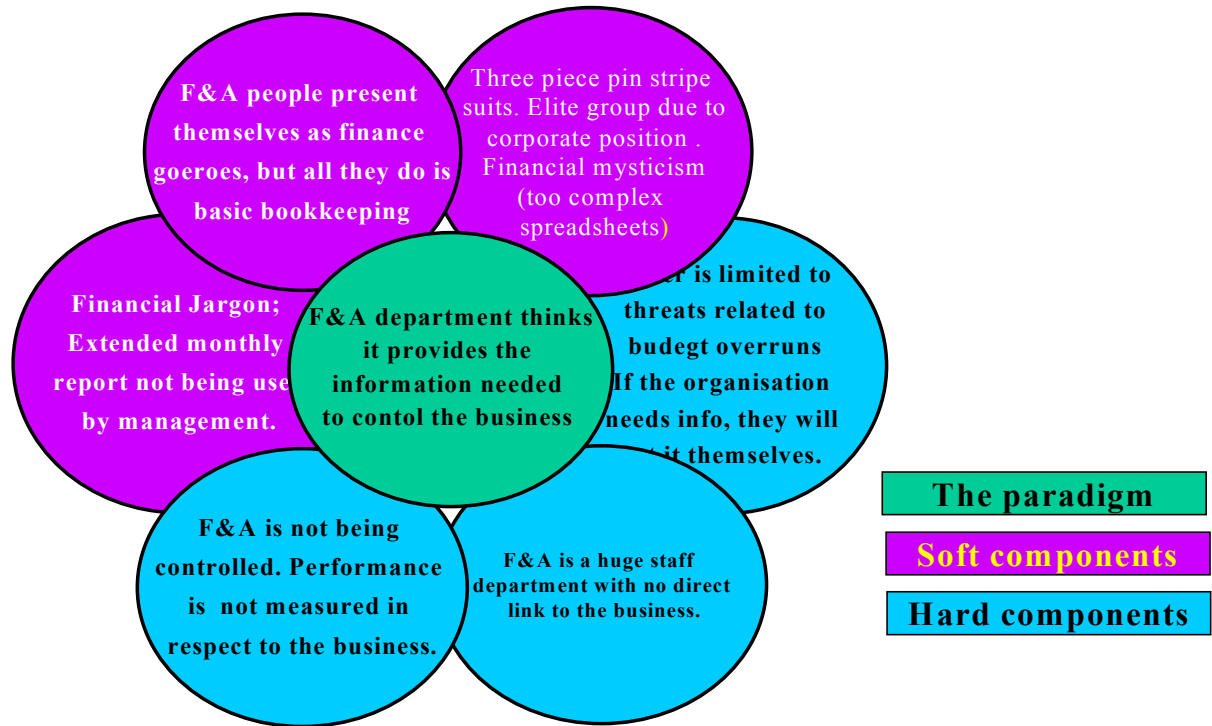 F&A people present
themselves as finance
goeroes, but all they do is
basic bookkeeping
Three piece pin stripe
suits. Elite group due to
corporate position .
Financial mysticism
(too complex
spreadsheets)
Financial Jargon;
Extended monthly
report not being use
by management.
F&A department thinks
it provides the
information needed
to contol the business
is limited to
threats related to
budegt overruns
If the organisation
needs info, they will
it themselves.
F&A is not being
controlled. Performance
is not measured in
respect to the business.
F&A is a huge staff
department with no direct
link to the business.
The paradigm
Soft components
Hard components